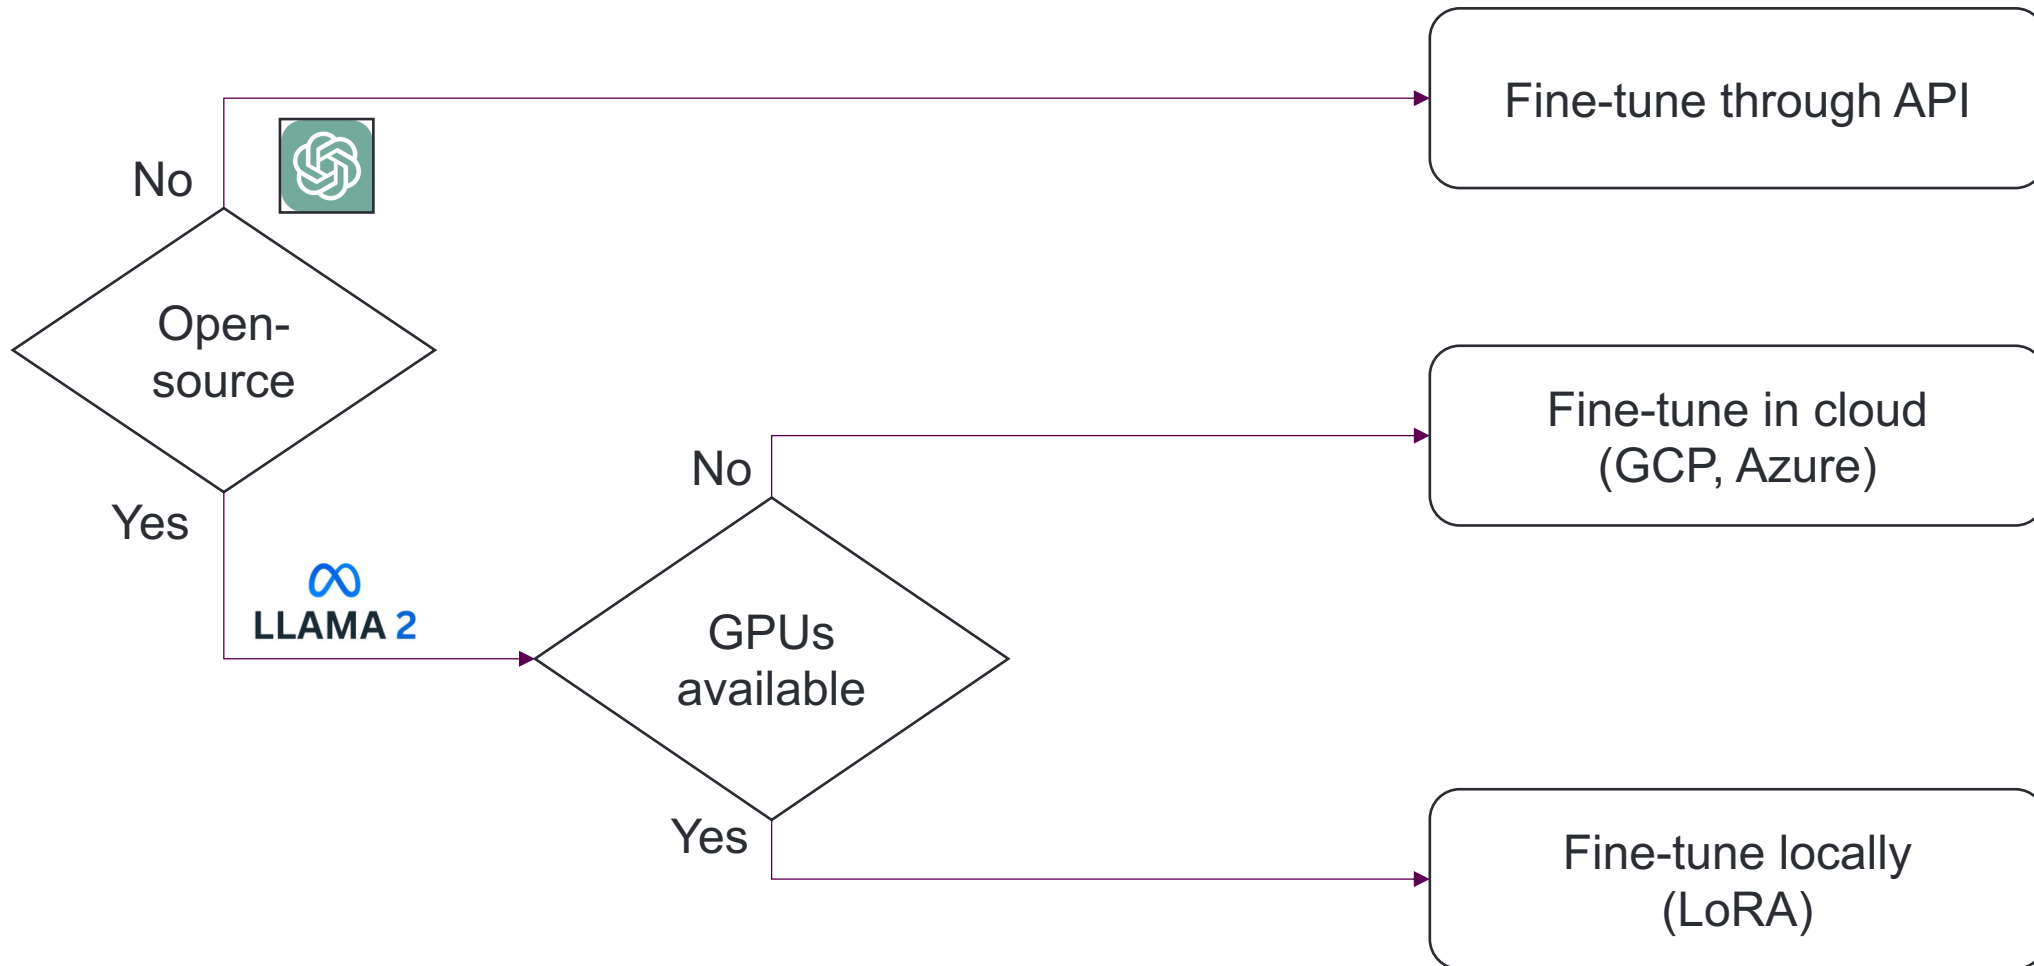 Fine-tune through API
No
Open-
source
Yes
LLAMA 2
No
Fine-tune in cloud
(GCP, Azure)
GPUs
available
Yes
Fine-tune locally
(LoRA)